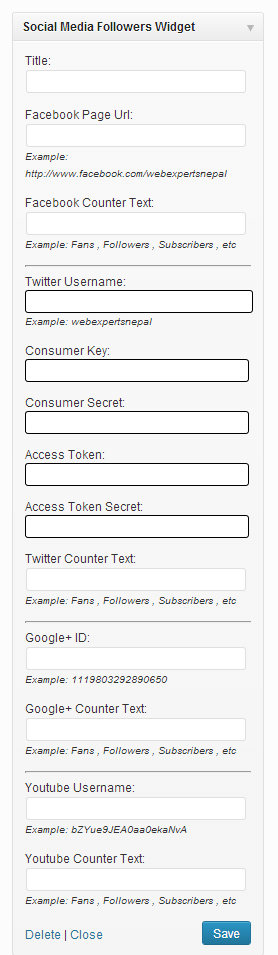 Social Media Followers Widget
Title:
Facebook Page Url:
Example:
http://www.facebook.com/webexpertsnepal
Facebook Counter Text:
Example: Fans , Followers , Subscribers , etc
Twitter Username:
Example: webexpertsnepal
Consumer Key:
Consumer Secret:
Access Token:
Access Token Secret:
Twitter Counter Text:
Example: Fans , Followers , Subscribers , etc
Google+ ID:
Example: 1119803292890650
Google+ Counter Text:
Example: Fans , Followers , Subscribers , etc
Youtube Username:
Example: bZYue9JEA0aa0ekaNvA
Youtube Counter Text:
Example: Fans , Followers , Subscribers , etc
Delete | Close Save